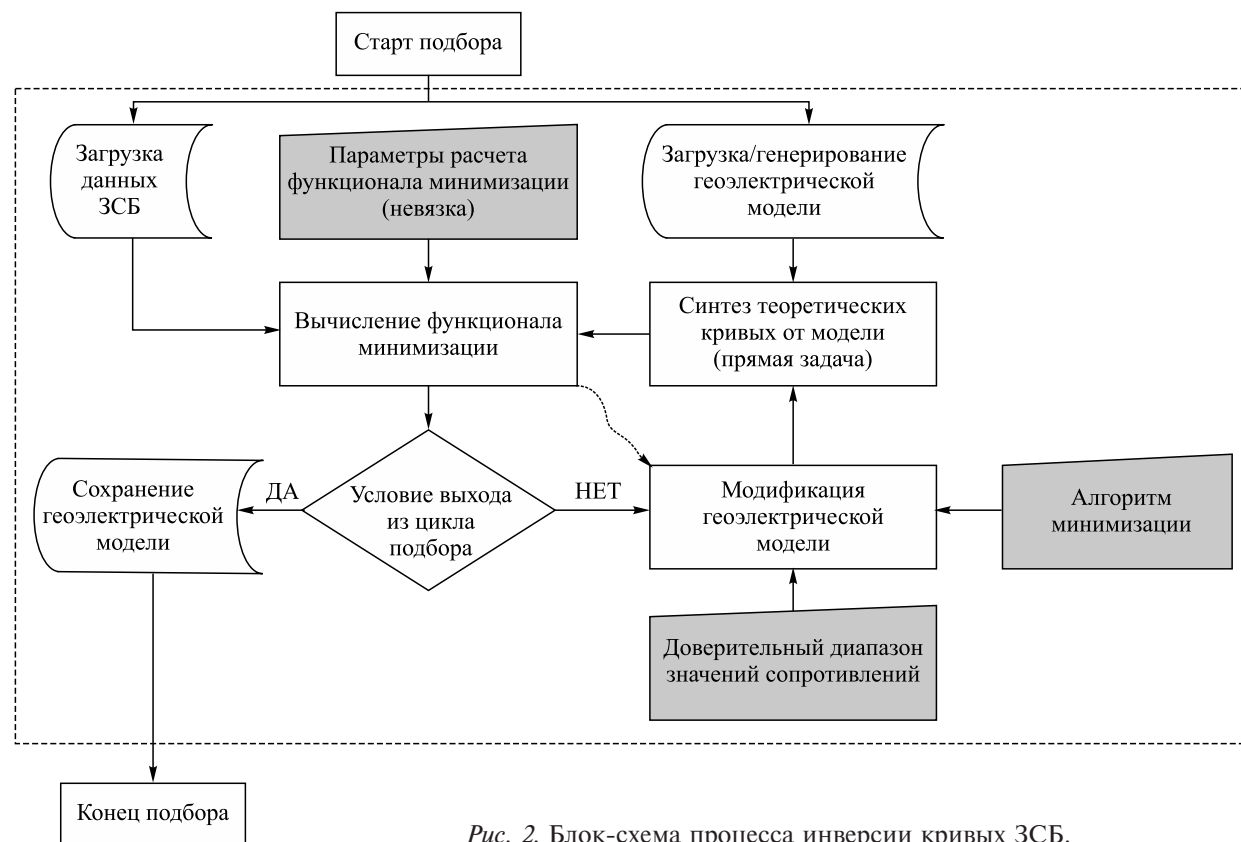 Старт подбора
Загрузка
данных
ЗСБ
Параметры расчета
функционала минимизации
(невязка)
Загрузка/генерирование
геоэлектрической
модели
Вычисление функционала
минимизации
Синтез теоретических
кривых от модели
(прямая задача)
Сохранение
геоэлектрической
модели
ДА
Условие выхода
из цикла
подбора
НЕТ
Модификация
геоэлектрической
модели
Алгоритм
минимизации
Доверительный диапазон
значений сопротивлений
Конец подбора
Рис. 2. Блок-схема процесса инверсии кривых ЗСБ.